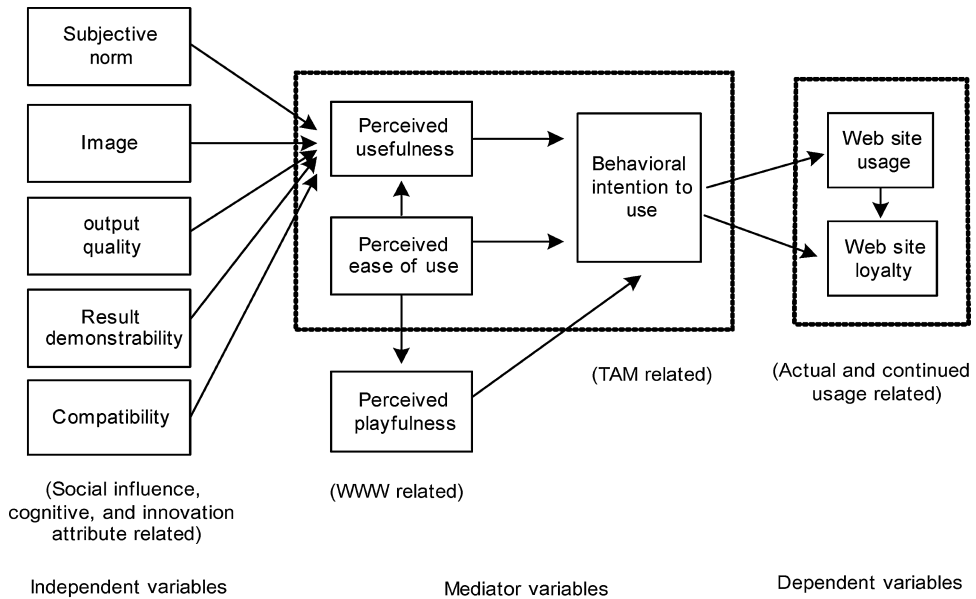 Subjective
norm
Image
output
quality
Result
demonstrability
Compatibility
(Social influence,
cognitive, and innovation
attribute related)
Independent variables
Perceived
usefulness
Perceived
ease of use
Perceived
playfulness
(WWW related)
Behavioral
intention to
use
(TAM related)
Mediator variables
Web site
usage
Web site
loyalty
(Actual and continued
usage related)
Dependent variables